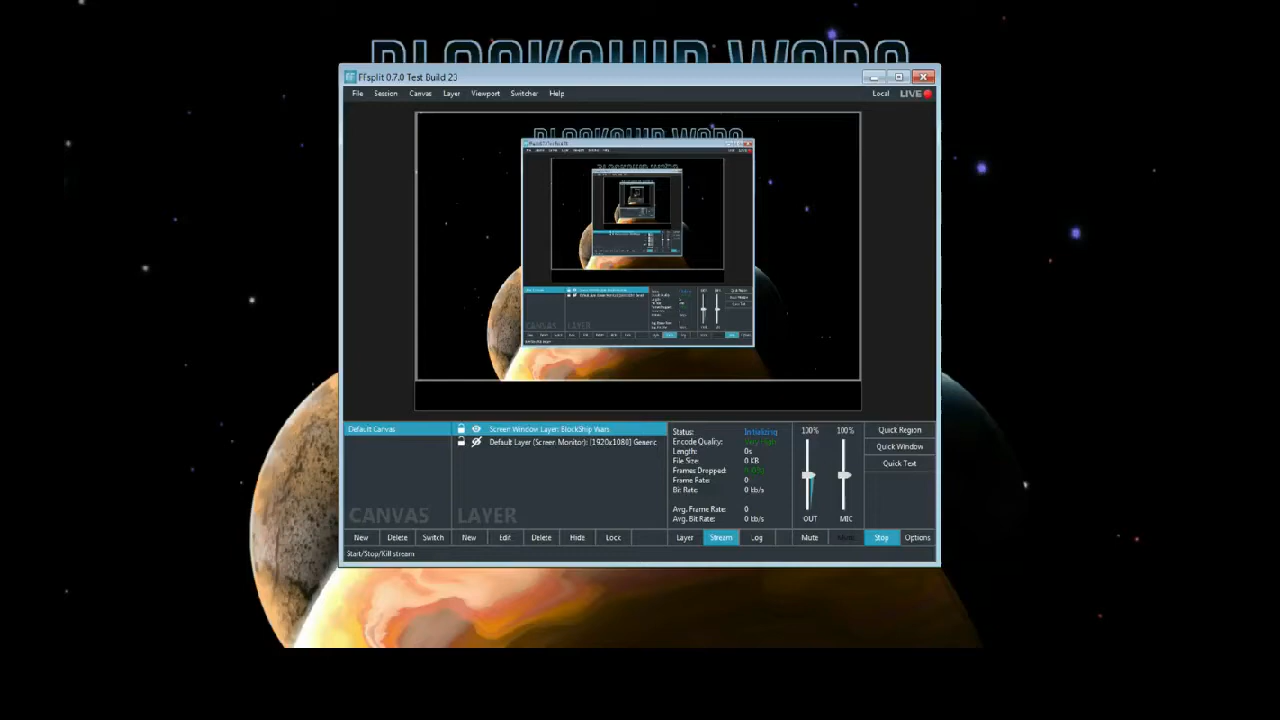 BLOCKSHIP WARS
FFsplit 0.7.0 Test Build 23
File Session Canvas Layer Viewport Switcher Help Local LIVE
Default Canvas
Screen Window Layer: BlockShip Wars
Default Layer (Screen Monitor): [1920x1080] Generic
CANVAS LAYER
Status: Initializing
Encode Quality: Very High
Length: 0s
File Size: 0 KB
Frames Dropped:
Frame Rate: 0
Bit Rate: 0 kb/s
Avg. Frame Rate: 0
Avg. Bit Rate: 0 kb/s
100% 100%
OUT MIC
Quick Region
Quick Window
Quick Text
New Delete Switch New Edit Delete Hide Lock Layer Stream Log Mute Mute Stop Options
Start/Stop/Kill stream